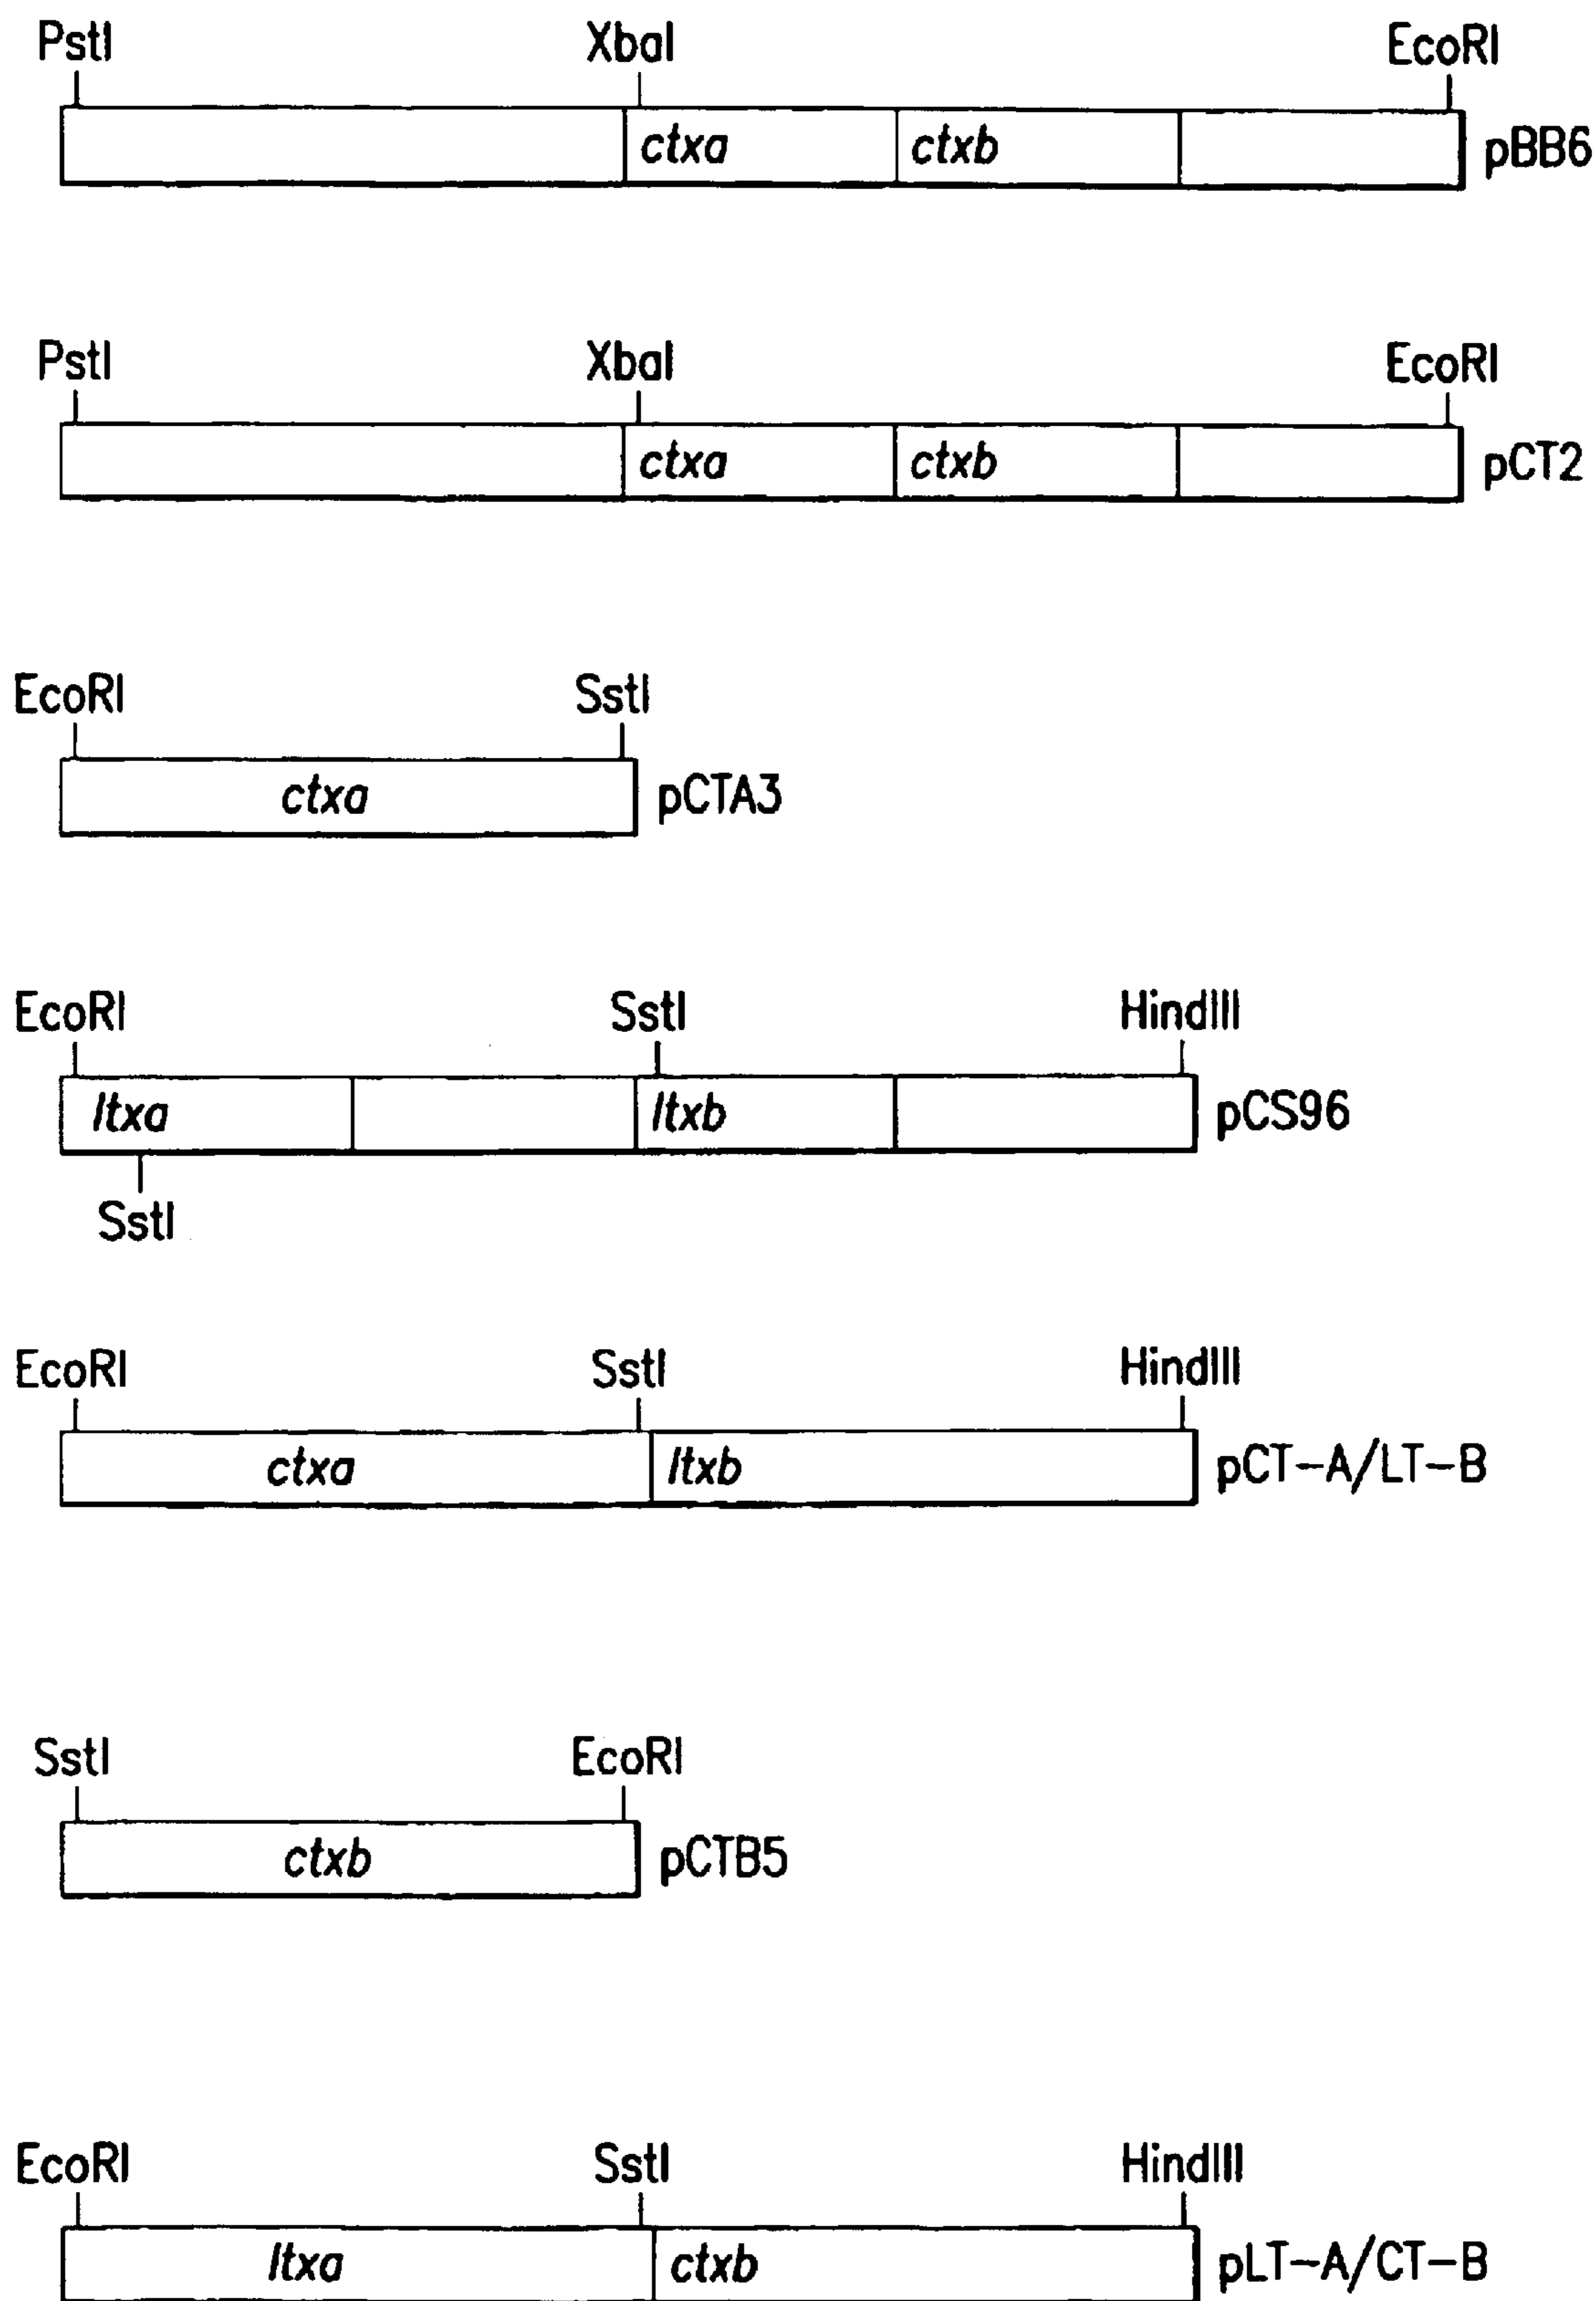 PstI XbaI EcoRI
ctxa ctxb pBB6
PstI XbaI EcoRI
ctxa ctxb pCT2
EcoRI SstI
ctxa pCTA3
EcoRI SstI HindIII
ltxa ltxb pCS96
SstI
EcoRI SstI HindIII
ctxa ltxb pCT-A/LT-B
SstI EcoRI
ctxb pCTB5
EcoRI SstI HindIII
ltxa ctxb pLT-A/CT-B